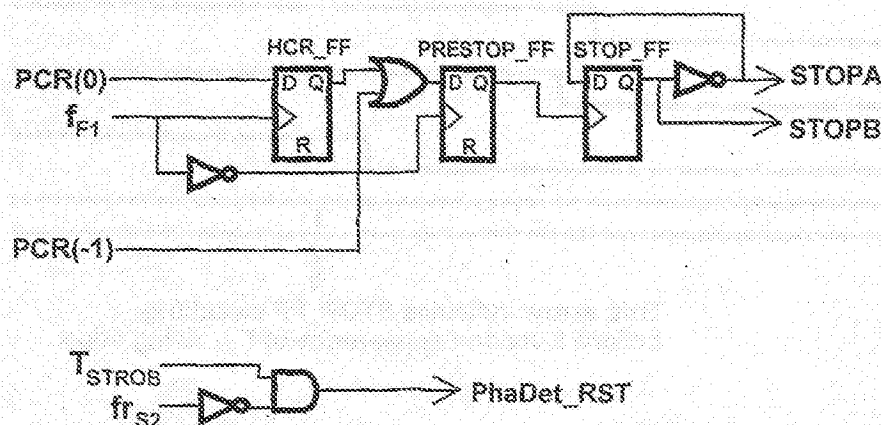 HCR_FF PRESTOP_FF STOP_FF
PCR(0) D Q D Q D Q STOPA
f_F1 STOPB
R R
PCR(-1)
T_STROB PhaDet_RST
fr_S2